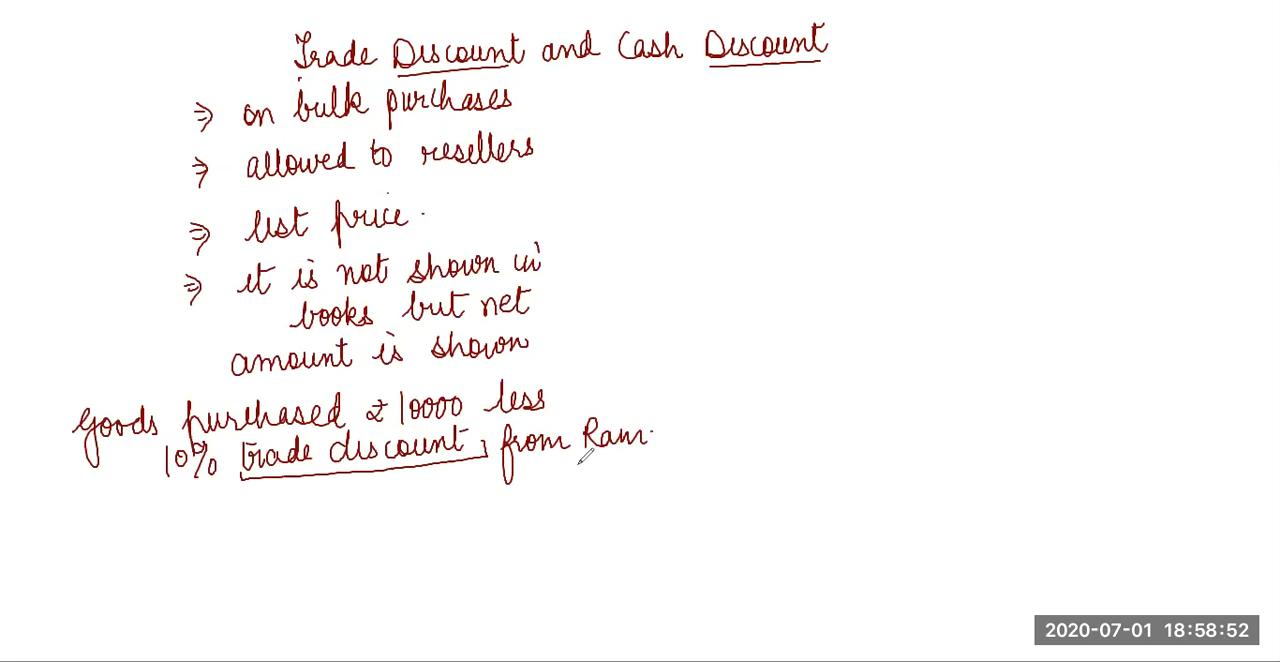 Trade Discount and Cash Discount
⇒ on bulk purchases
⇒ allowed to resellers
⇒ list price.
⇒ it is not shown in
books but net
amount is shown
Goods purchased ₹ 10000 less
10% trade discount, from Ram.
2020-07-01 18:58:52